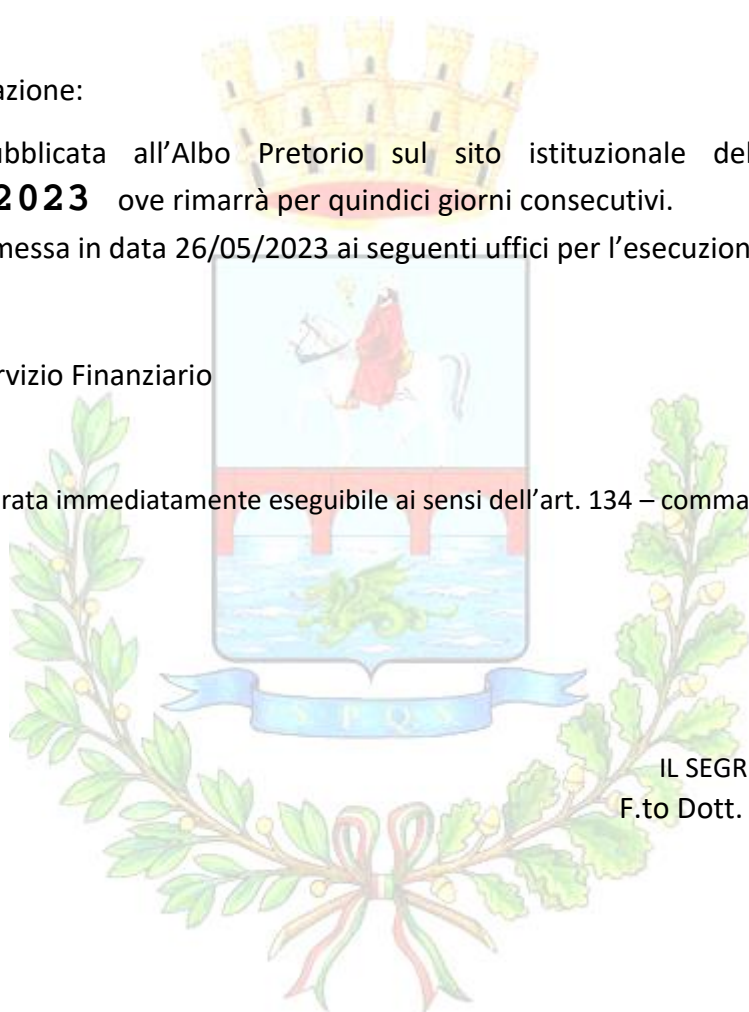 azione:
ubblicata all’Albo Pretorio sul sito istituzionale del
2023 ove rimarrà per quindici giorni consecutivi.
messa in data 26/05/2023 ai seguenti uffici per l’esecuzion
rvizio Finanziario
rata immediatamente eseguibile ai sensi dell’art. 134 – comma
S. P. Q. S.
IL SEGR
F.to Dott.